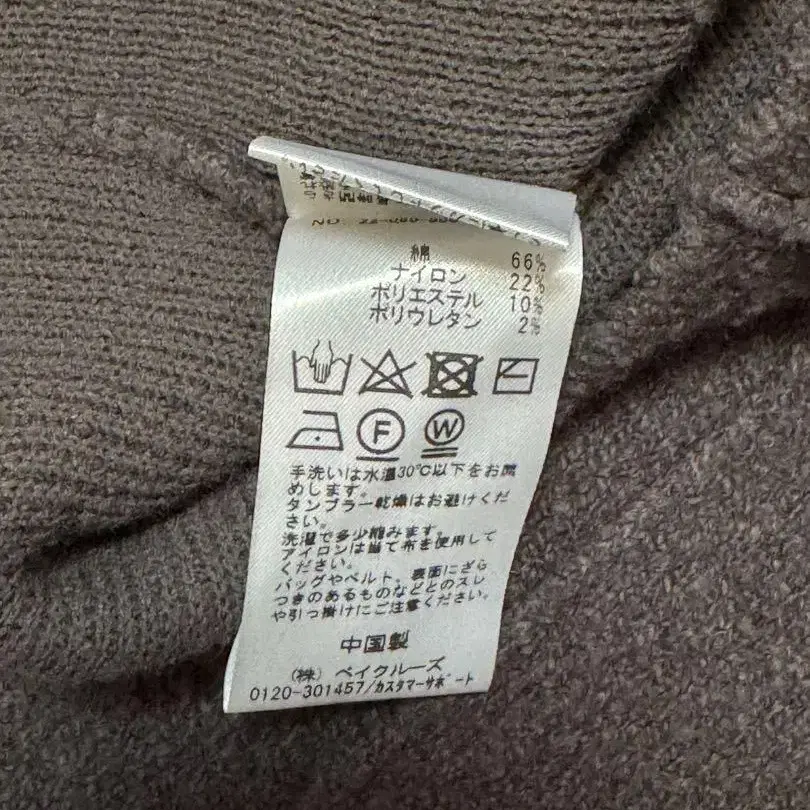 綿 66%
ナイロン 22%
ポリエステル 10%
ポリウレタン 2%
F W
手洗いは水温30℃以下をお薦
めします。
タンブラー乾燥はお避けくだ
さい。
洗濯で多少縮みます。
アイロンは当て布を使用して
ください。
バッグやベルト、裏面にざら
つきのあるものなどとのスレ
や引っ掛けにご注意ください。
中国製
(株) ベイクルーズ
0120-301457/カスタマーサポート